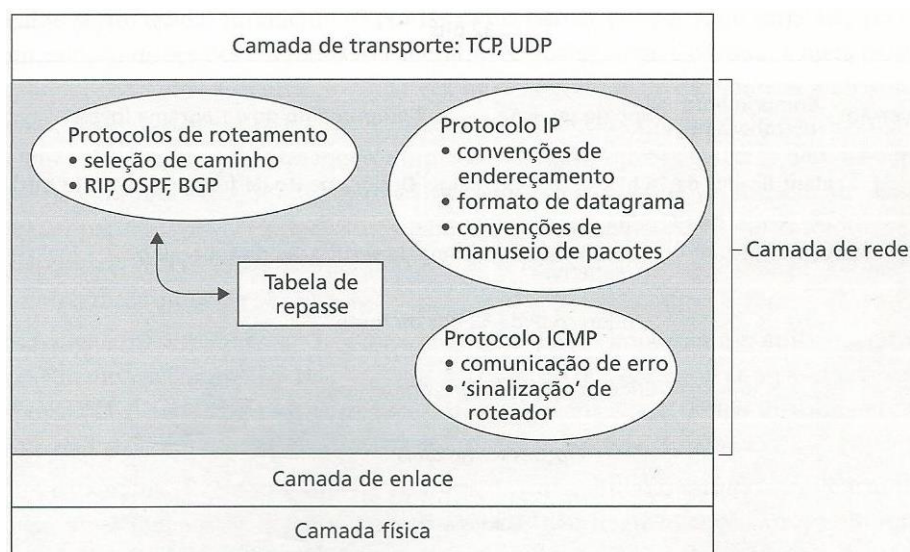 Camada de transporte: TCP, UDP
Protocolos de roteamento
• seleção de caminho
• RIP, OSPF, BGP
Protocolo IP
• convenções de
endereçamento
• formato de datagrama
• convenções de
manuseio de pacotes
Camada de rede
Tabela de
repasse
Protocolo ICMP
• comunicação de erro
• ‘sinalização’ de
roteador
Camada de enlace
Camada física